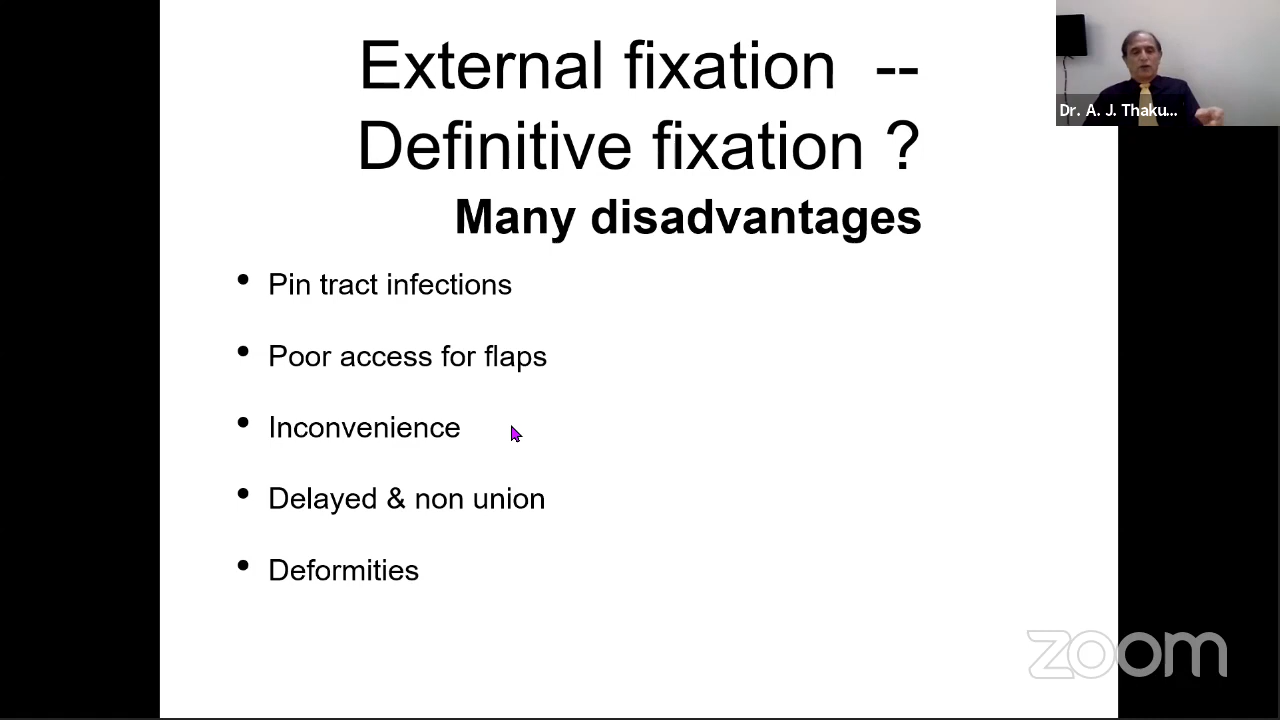 External fixation --
Definitive fixation ?
Many disadvantages
• Pin tract infections
• Poor access for flaps
• Inconvenience
• Delayed & non union
• Deformities
Dr. A. J. Thaku...
zoom